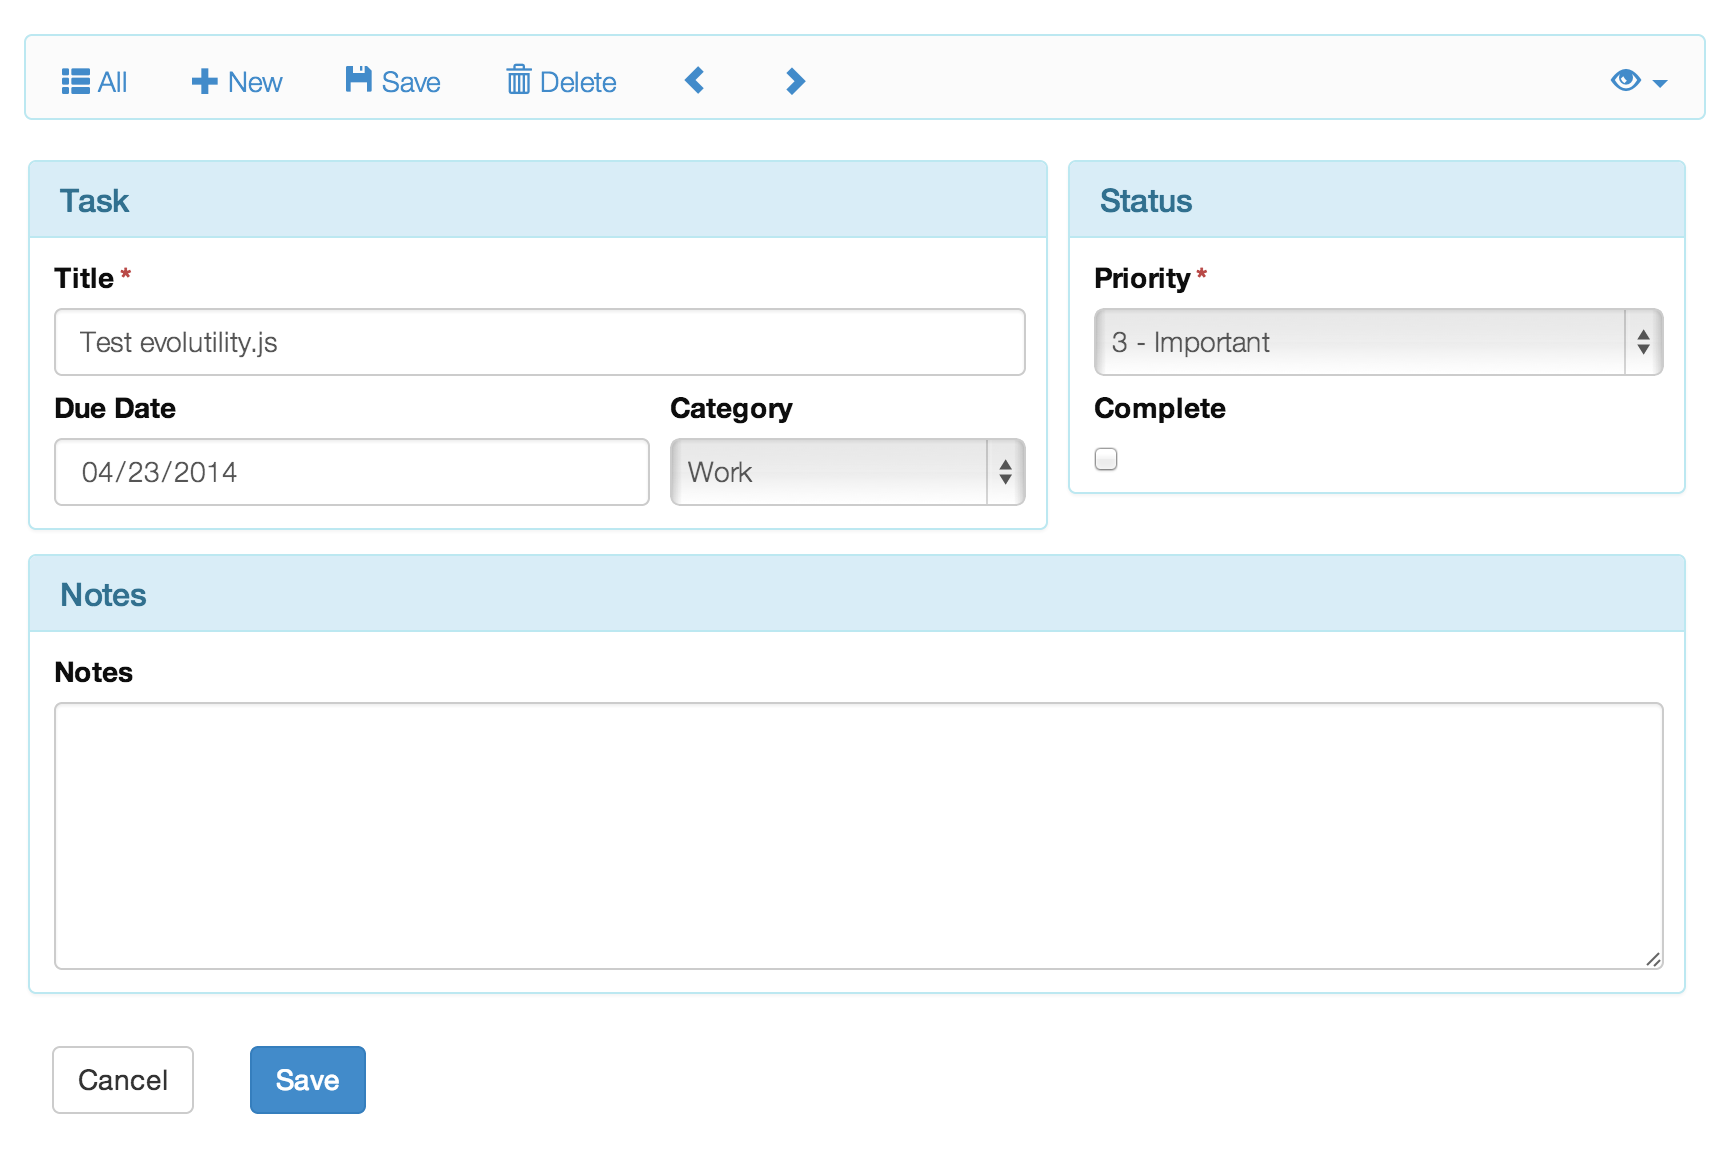 All New Save Delete
Task
Title *
Test evolutility.js
Due Date
04/23/2014
Category
Work
Status
Priority *
3 - Important
Complete
Notes
Notes
Cancel Save